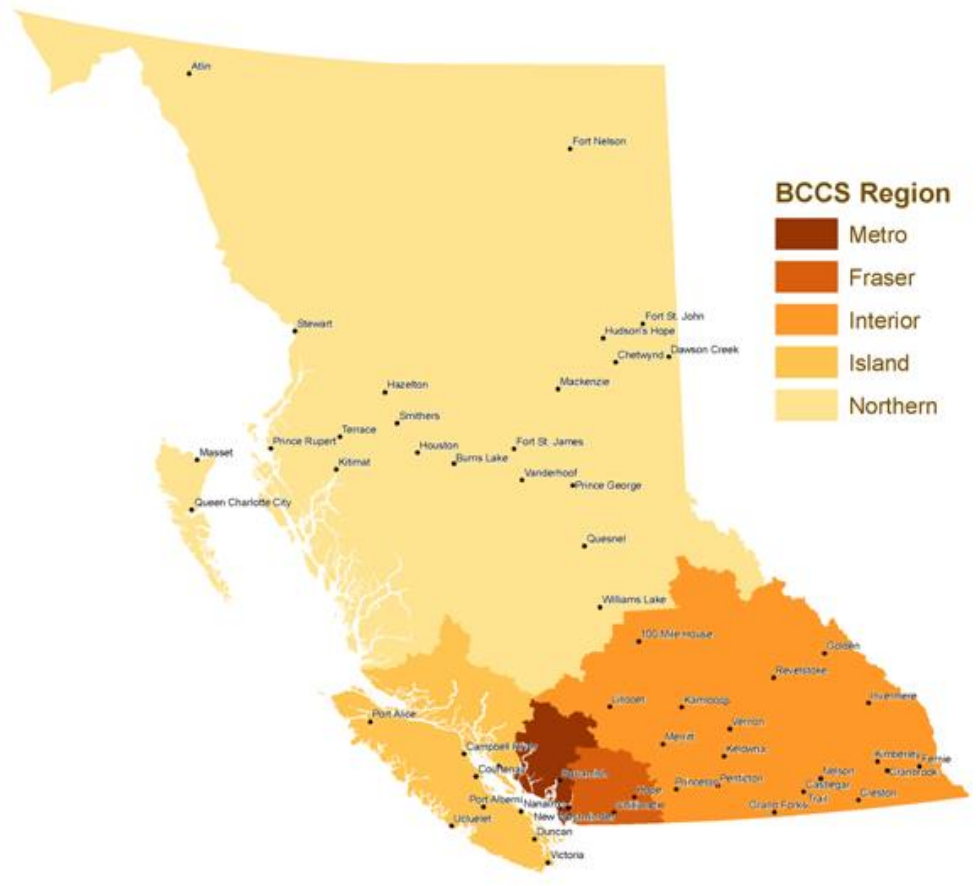 Atlin
Fort Nelson
BCCS Region
Metro
Fraser
Interior
Island
Northern
Fort St. John
Stewart
Hudson's Hope
Dawson Creek
Chetwynd
Mackenzie
Hazelton
Smithers
Terrace
Prince Rupert
Houston
Fort St. James
Masset
Kitimat
Burns Lake
Vanderhoof
Prince George
Queen Charlotte City
Quesnel
Williams Lake
100 Mile House
Golden
Revelstoke
Invermere
Lillooet
Kamloops
Port Alice
Vernon
Merritt
Campbell River
Kelowna
Kimberley
Fernie
Courtenay
Squamish
Nelson
Cranbrook
Princeton
Penticton
Castlegar
Hope
Trail
Creston
Port Alberni
Nanaimo
Chilliwack
Grand Forks
Ucluelet
New Westminster
Duncan
Victoria